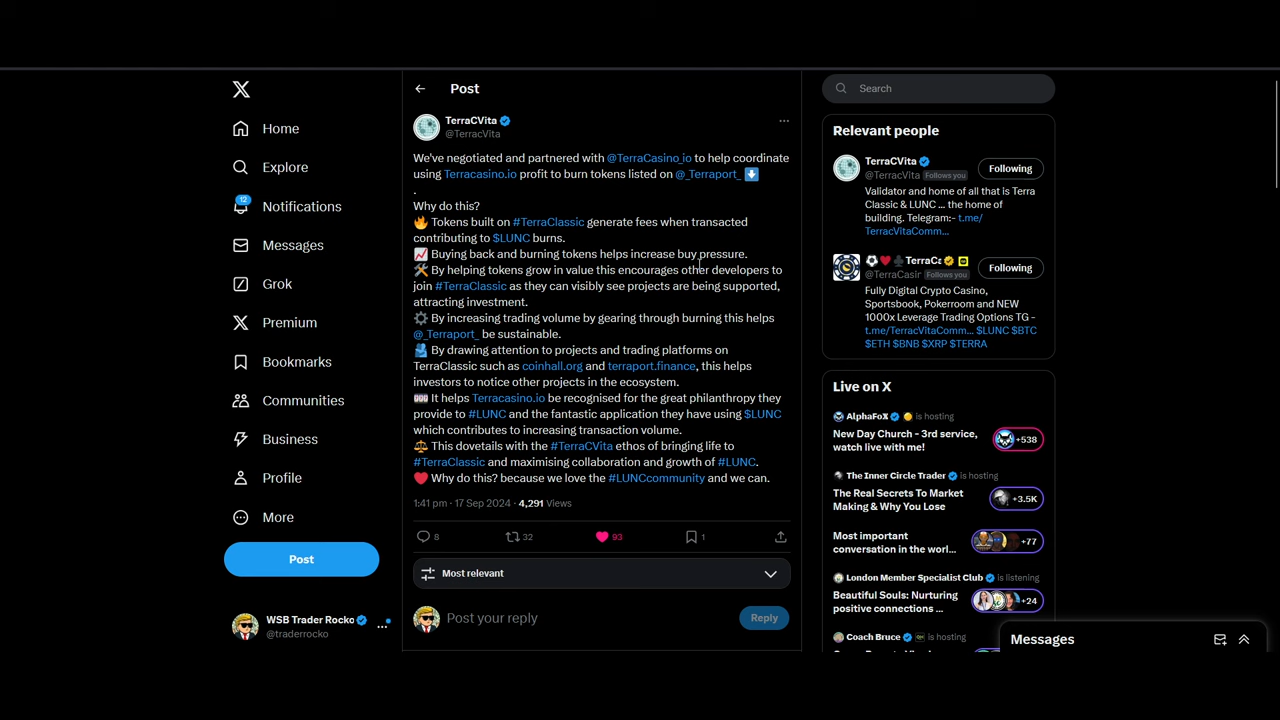 Home
Explore
12
Notifications
Messages
Grok
Premium
Bookmarks
Communities
Business
Profile
More
Post
WSB Trader Rocko
@traderrocko
Post
TerraCVita
@TerracVita
We've negotiated and partnered with @TerraCasino_io to help coordinate
using Terracasino.io profit to burn tokens listed on @_Terraport_ ⬇️
.
Why do this?
🔥 Tokens built on #TerraClassic generate fees when transacted
contributing to $LUNC burns.
📈 Buying back and burning tokens helps increase buy pressure.
🛠️ By helping tokens grow in value this encourages other developers to
join #TerraClassic as they can visibly see projects are being supported,
attracting investment.
⚙️ By increasing trading volume by gearing through burning this helps
@_Terraport_ be sustainable.
🫂 By drawing attention to projects and trading platforms on
TerraClassic such as coinhall.org and terraport.finance, this helps
investors to notice other projects in the ecosystem.
🎰 It helps Terracasino.io be recognised for the great philanthropy they
provide to #LUNC and the fantastic application they have using $LUNC
which contributes to increasing transaction volume.
⚖️ This dovetails with the #TerraCVita ethos of bringing life to
#TerraClassic and maximising collaboration and growth of #LUNC.
❤️ Why do this? because we love the #LUNCcommunity and we can.
1:41 pm · 17 Sep 2024 · 4,291 Views
8 32 93 1
Most relevant
Post your reply
Reply
Search
Relevant people
TerraCVita
@TerracVita Follows you
Following
Validator and home of all that is Terra
Classic & LUNC ... the home of
building. Telegram:- t.me/
TerracVitaComm...
TerraCa
@TerraCasir Follows you
Following
Fully Digital Crypto Casino,
Sportsbook, Pokerroom and NEW
1000x Leverage Trading Options TG -
t.me/TerracVitaComm... $LUNC $BTC
$ETH $BNB $XRP $TERRA
Live on X
AlphaFoX is hosting
New Day Church - 3rd service,
watch live with me!
+538
The Inner Circle Trader is hosting
The Real Secrets To Market
Making & Why You Lose
+3.5K
Most important
conversation in the worl...
+77
London Member Specialist Club is listening
Beautiful Souls: Nurturing
positive connections ...
+24
Coach Bruce is hosting
Messages